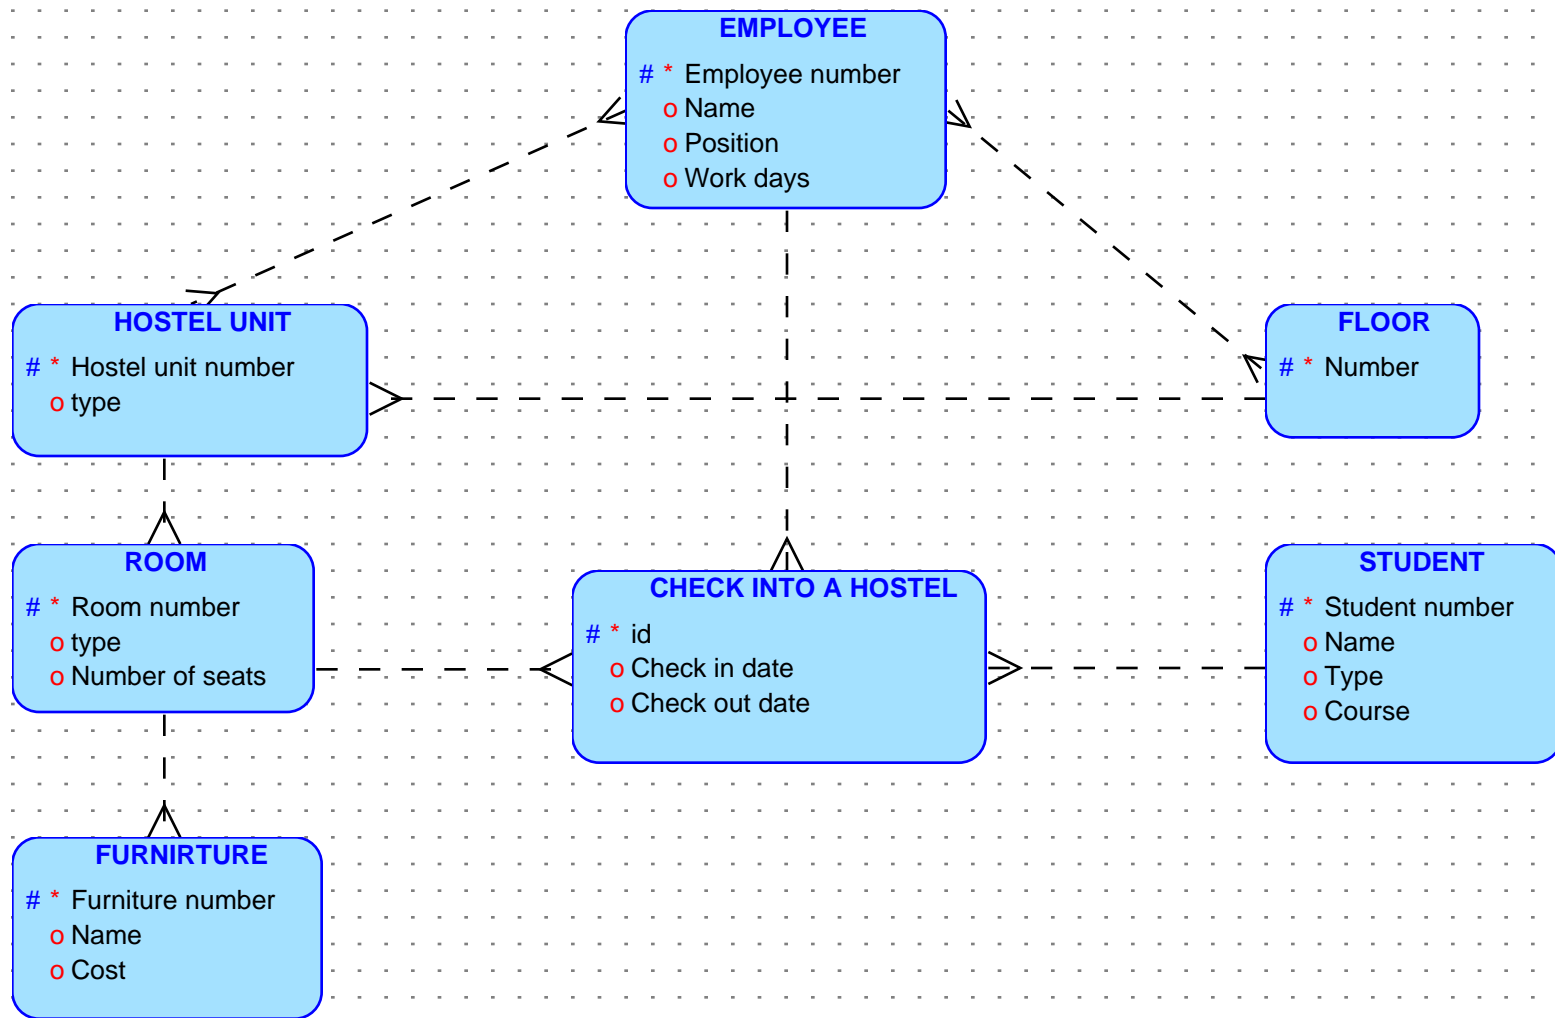 EMPLOYEE
# * Employee number
o Name
o Position
o Work days
HOSTEL UNIT
# * Hostel unit number
o type
FLOOR
# * Number
ROOM
# * Room number
o type
o Number of seats
CHECK INTO A HOSTEL
# * id
o Check in date
o Check out date
STUDENT
# * Student number
o Name
o Type
o Course
FURNIRTURE
# * Furniture number
o Name
o Cost